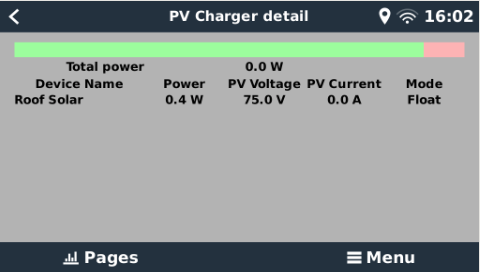 PV Charger detail 16:02
Total power 0.0 W
Device Name Power PV Voltage PV Current Mode
Roof Solar 0.4 W 75.0 V 0.0 A Float
Pages Menu